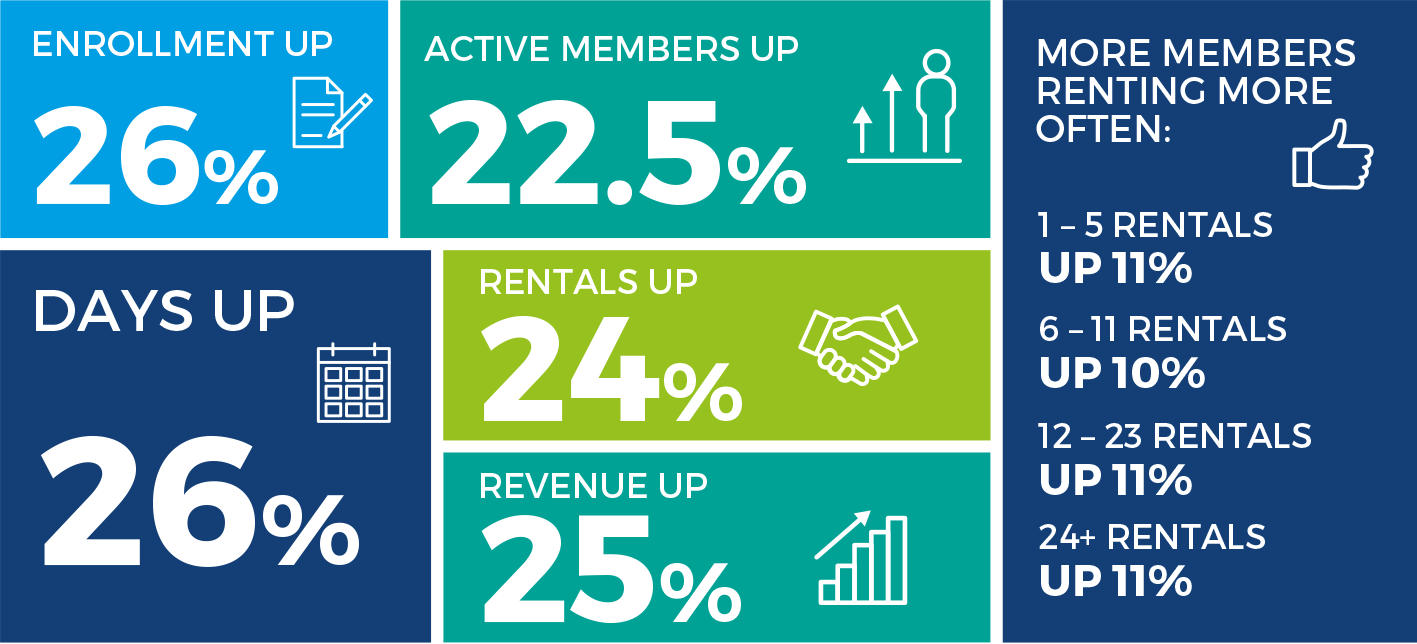 ENROLLMENT UP
26%
ACTIVE MEMBERS UP
22.5%
DAYS UP
26%
RENTALS UP
24%
REVENUE UP
25%
MORE MEMBERS
RENTING MORE
OFTEN:
1 – 5 RENTALS
UP 11%
6 – 11 RENTALS
UP 10%
12 – 23 RENTALS
UP 11%
24+ RENTALS
UP 11%